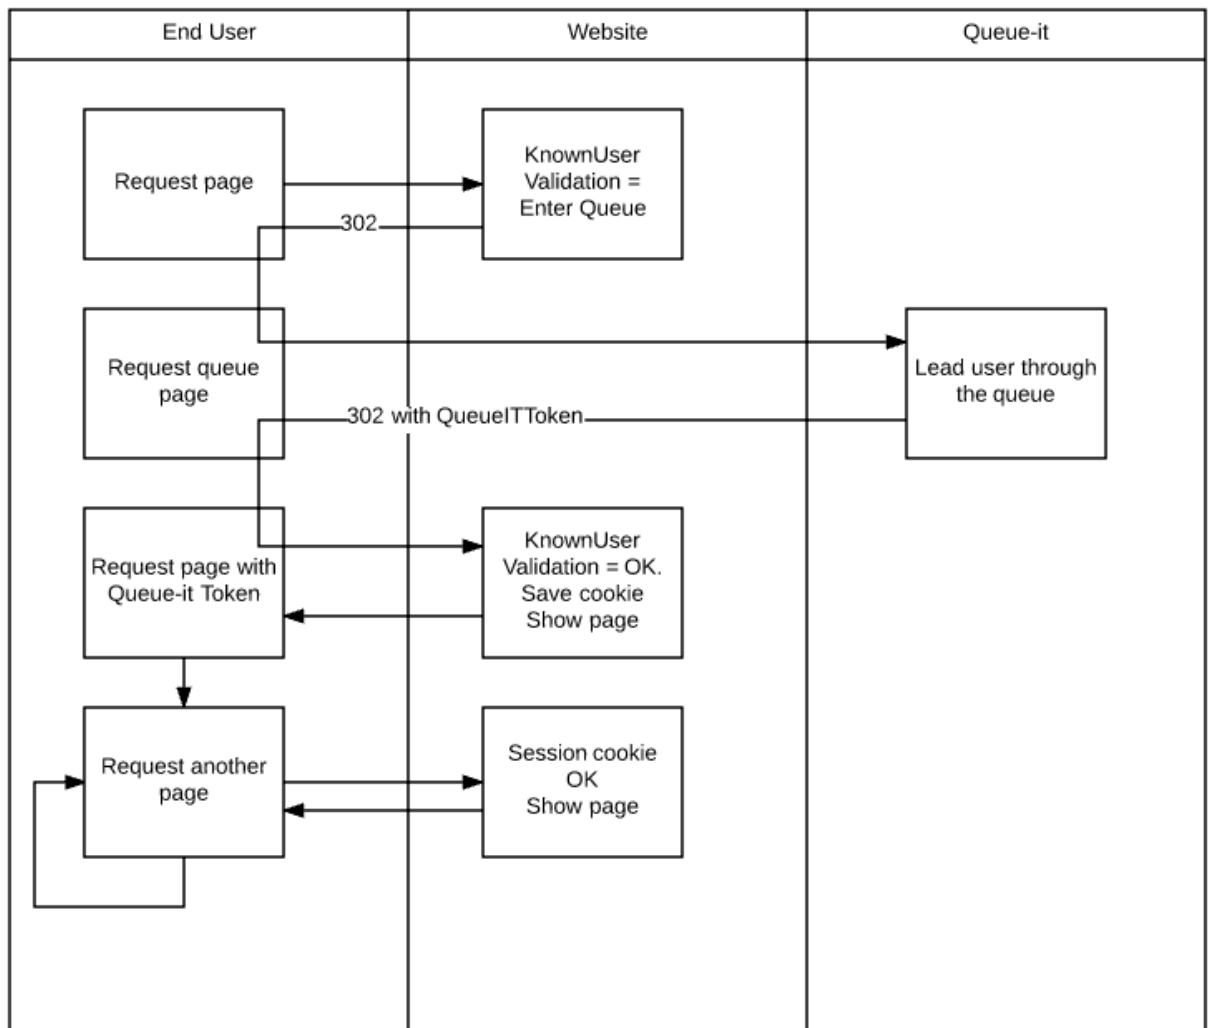 End User
Website
Queue-it
Request page
KnownUser
Validation =
Enter Queue
302
Request queue
page
Lead user through
the queue
302 with QueueITToken
Request page with
Queue-it Token
KnownUser
Validation = OK.
Save cookie
Show page
Request another
page
Session cookie
OK
Show page